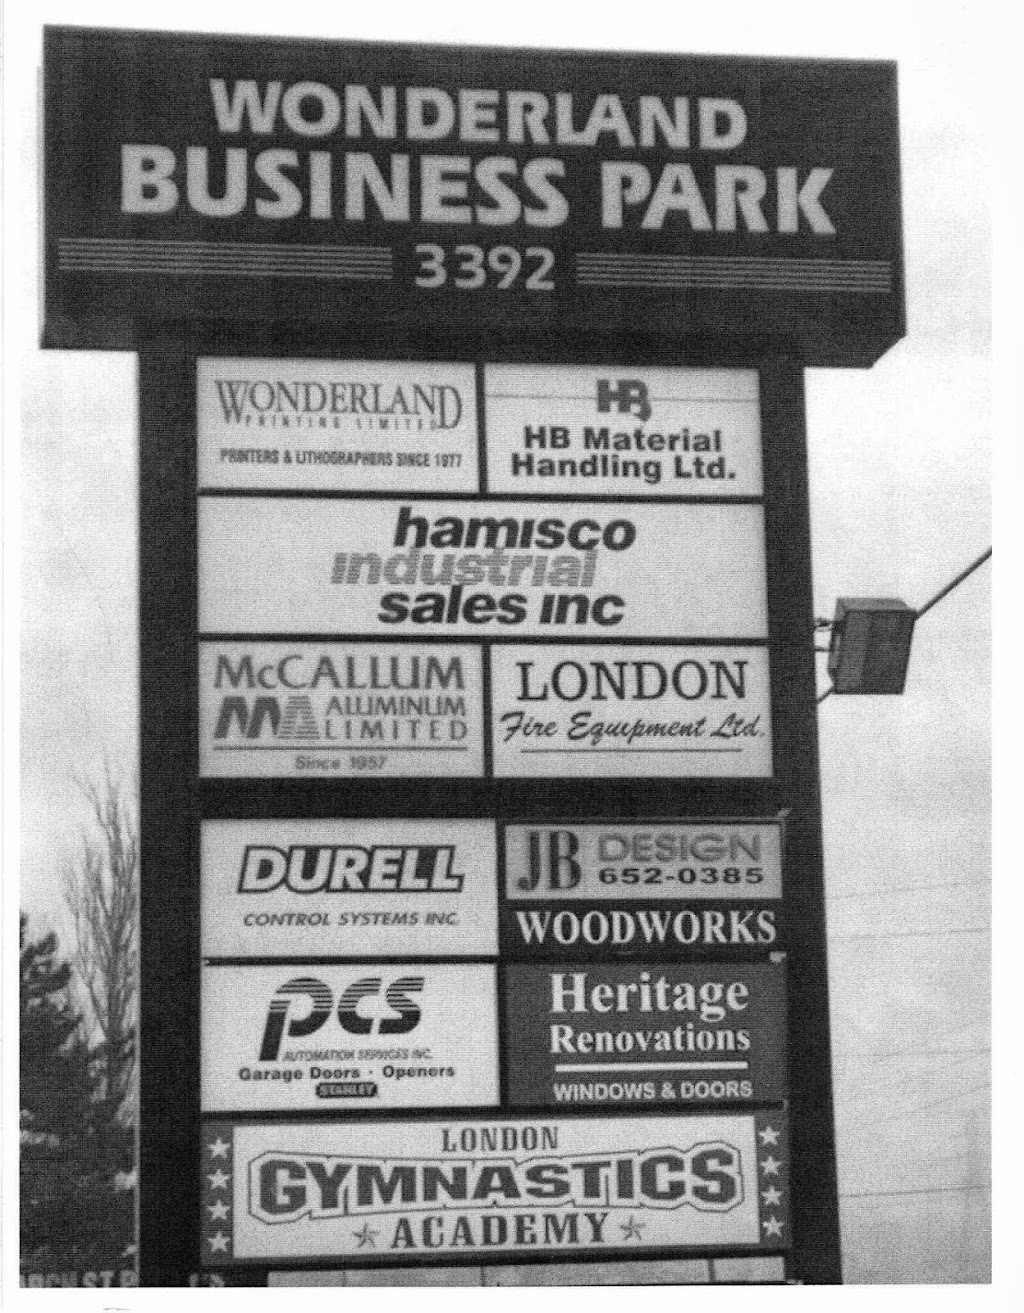 WONDERLAND
BUSINESS PARK
3392
WONDERLAND
PRINTING LIMITED
PRINTERS & LITHOGRAPHERS SINCE 1977
HB
HB Material
Handling Ltd.
hamisco
industrial
sales inc
McCALLUM
ALUMINUM
LIMITED
Since 1957
LONDON
Fire Equipment Ltd.
DURELL
CONTROL SYSTEMS INC.
JB DESIGN
652-0385
WOODWORKS
PCS
AUTOMATION SERVICES INC.
Garage Doors · Openers
STANLEY
Heritage
Renovations
WINDOWS & DOORS
LONDON
GYMNASTICS
ACADEMY